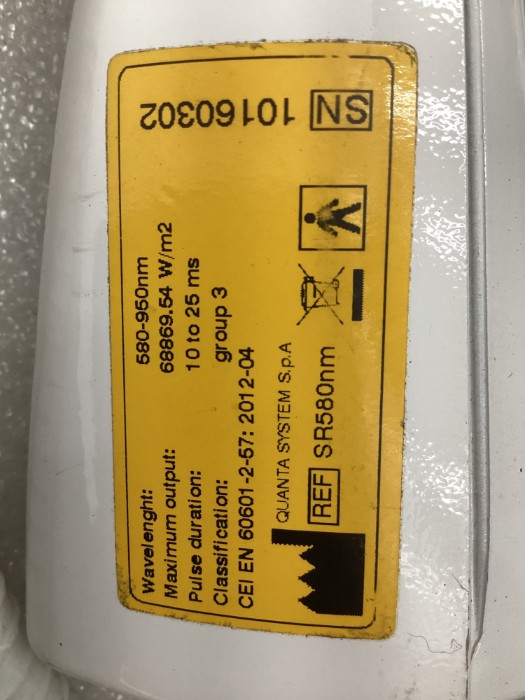 Wavelenght: 580-950nm
Maximum output: 68869.54 W/m2
Pulse duration: 10 to 25 ms
Classification: group 3
CEI EN 60601-2-57: 2012-04
QUANTA SYSTEM S.p.A
REF SR580nm
SN 10160302